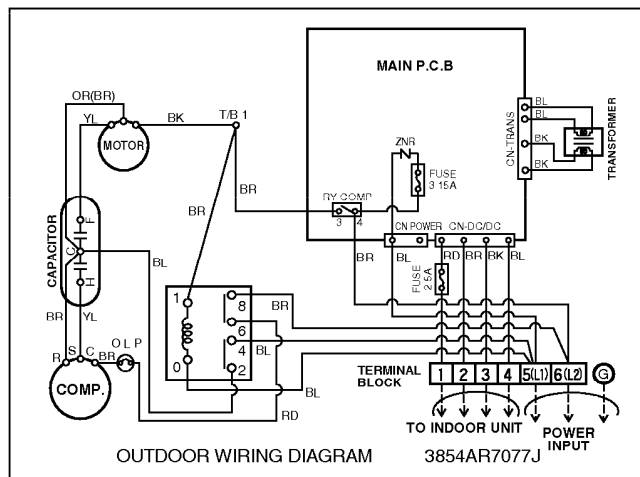 MAIN P.C.B
OR(BR)
YL
BK
T/B 1
MOTOR
ZNR
FUSE
3 15A
CN-TRANS
BL
BL
BK
BK
TRANSFORMER
BR
BR
RY COMP
3 4
CN POWER CN-DC/DC
CAPACITOR
F
C
H
BL
BR
BL
RD BR BK BL
FUSE
2 5A
BR
YL
R S C
BR
O L P
COMP.
1
0
8
6
4
2
BR
BL
BL
RD
TERMINAL
BLOCK
1 2 3 4 5(L1) 6(L2) G
TO INDOOR UNIT
POWER
INPUT
OUTDOOR WIRING DIAGRAM 3854AR7077J